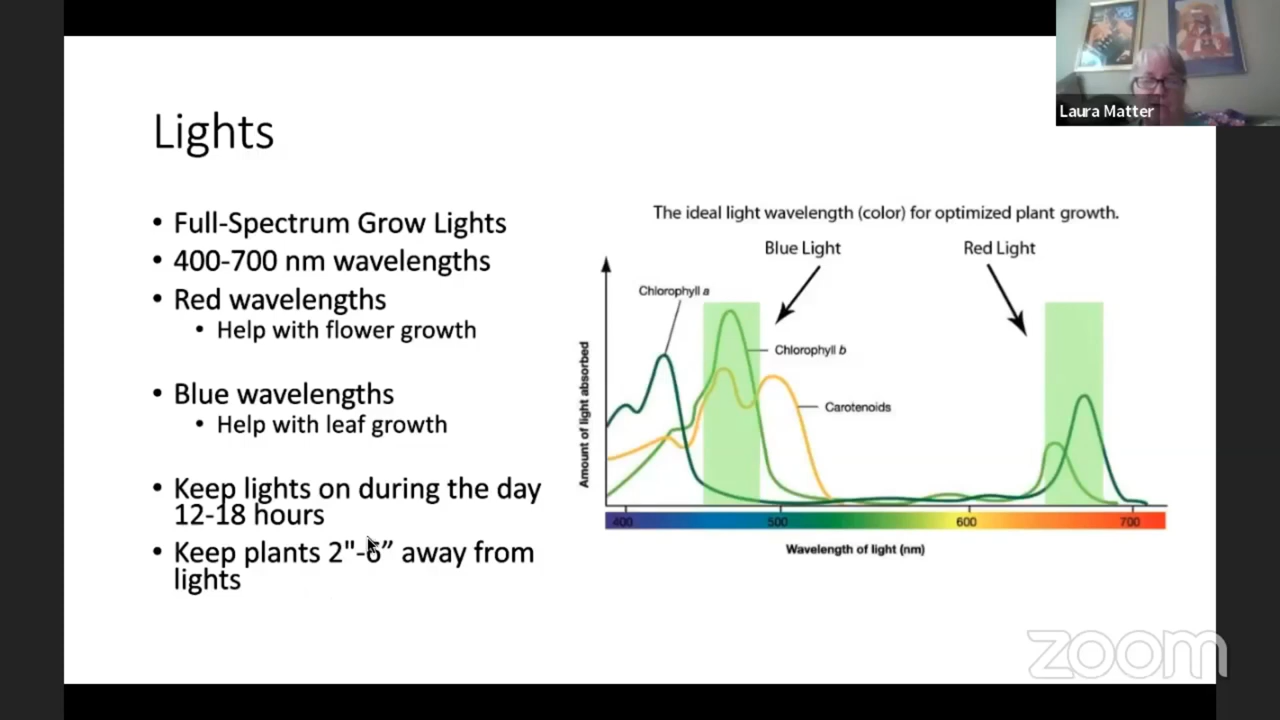 Laura Matter
Lights
• Full-Spectrum Grow Lights
• 400-700 nm wavelengths
• Red wavelengths
• Help with flower growth
• Blue wavelengths
• Help with leaf growth
• Keep lights on during the day
12-18 hours
• Keep plants 2"-6” away from
lights
The ideal light wavelength (color) for optimized plant growth.
Blue Light
Red Light
Chlorophyll a
Chlorophyll b
Carotenoids
Amount of light absorbed
400 500 600 700
Wavelength of light (nm)
zoom